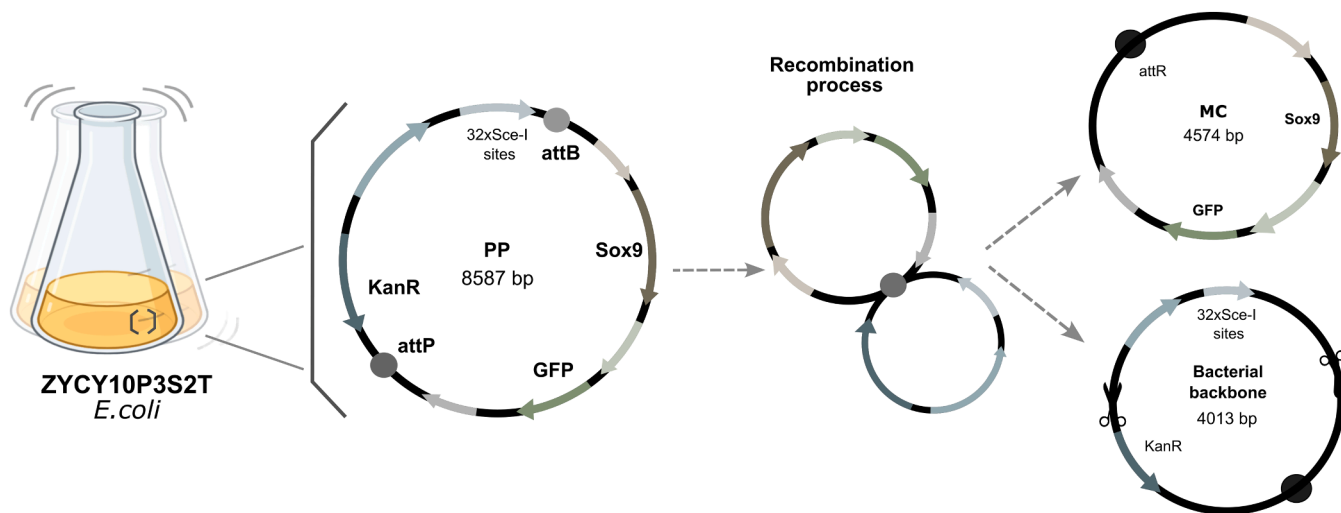 ZYCY10P3S2T
E.coli
32xSce-I
sites
attB
PP
8587 bp
Sox9
KanR
attP
GFP
Recombination
process
attR
MC
4574 bp
Sox9
GFP
32xSce-I
sites
Bacterial
backbone
4013 bp
KanR